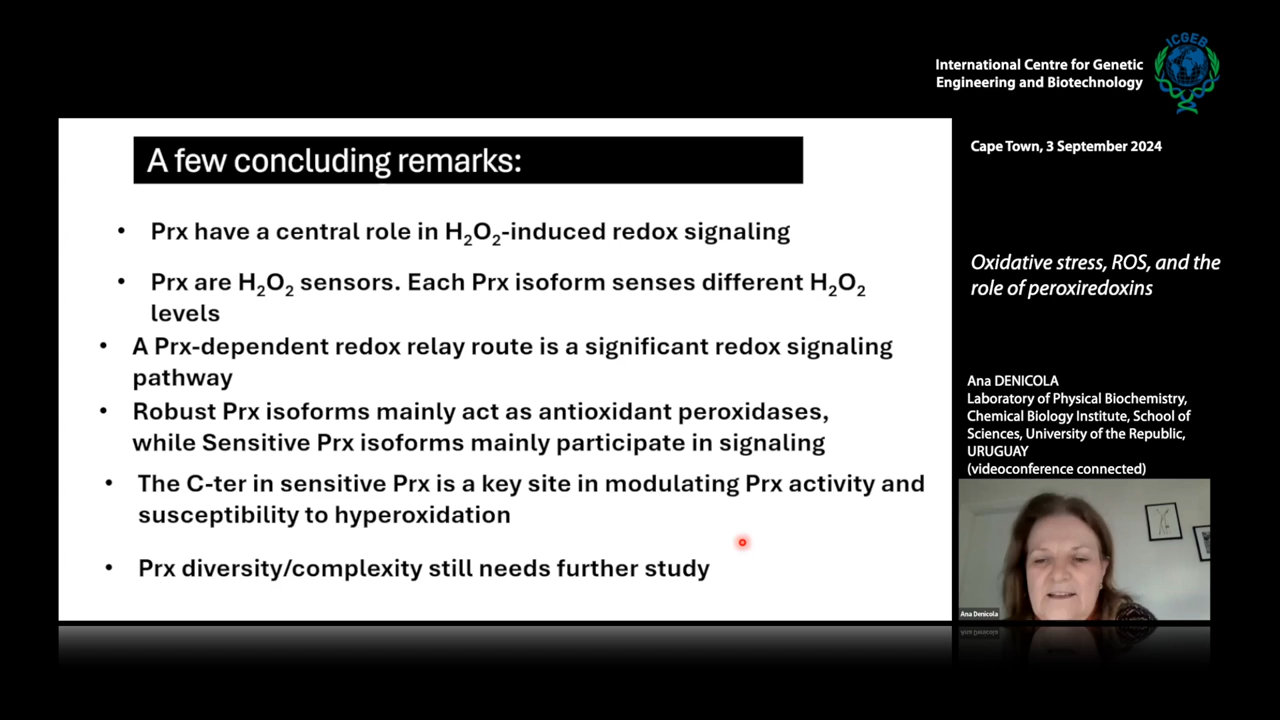 ICGEB
International Centre for Genetic
Engineering and Biotechnology
A few concluding remarks:
• Prx have a central role in H₂O₂-induced redox signaling
• Prx are H₂O₂ sensors. Each Prx isoform senses different H₂O₂
levels
• A Prx-dependent redox relay route is a significant redox signaling
pathway
• Robust Prx isoforms mainly act as antioxidant peroxidases,
while Sensitive Prx isoforms mainly participate in signaling
• The C-ter in sensitive Prx is a key site in modulating Prx activity and
susceptibility to hyperoxidation
• Prx diversity/complexity still needs further study
Cape Town, 3 September 2024
Oxidative stress, ROS, and the
role of peroxiredoxins
Ana DENICOLA
Laboratory of Physical Biochemistry,
Chemical Biology Institute, School of
Sciences, University of the Republic,
URUGUAY
(videoconference connected)
Ana Denicola